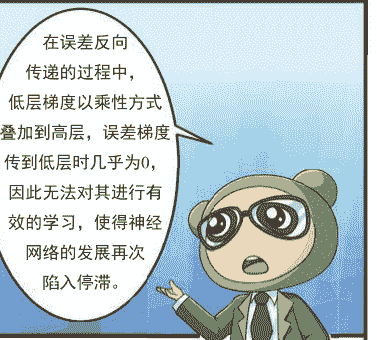 在误差反向
传递的过程中，
低层梯度以乘性方式
叠加到高层，误差梯度
传到低层时几乎为0，
因此无法对其进行有
效的学习，使得神经
网络的发展再次
陷入停滞。